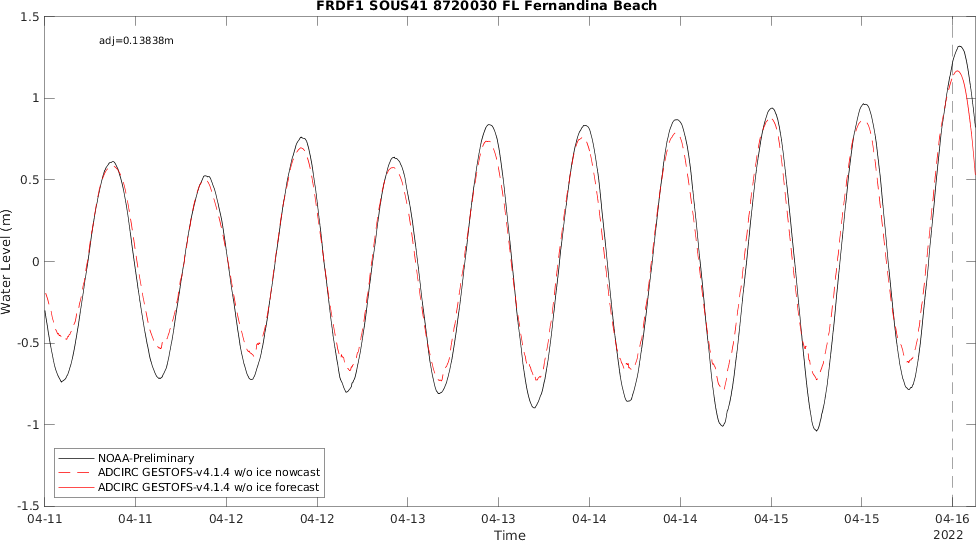 FRDF1 SOUS41 8720030 FL Fernandina Beach
adj=0.13838m
1.5
1
0.5
0
-0.5
-1
-1.5
Water Level (m)
NOAA-Preliminary
ADCIRC GESTOFS-v4.1.4 w/o ice nowcast
ADCIRC GESTOFS-v4.1.4 w/o ice forecast
04-11 04-11 04-12 04-12 04-13 04-13 04-14 04-14 04-15 04-15 04-16
Time
2022